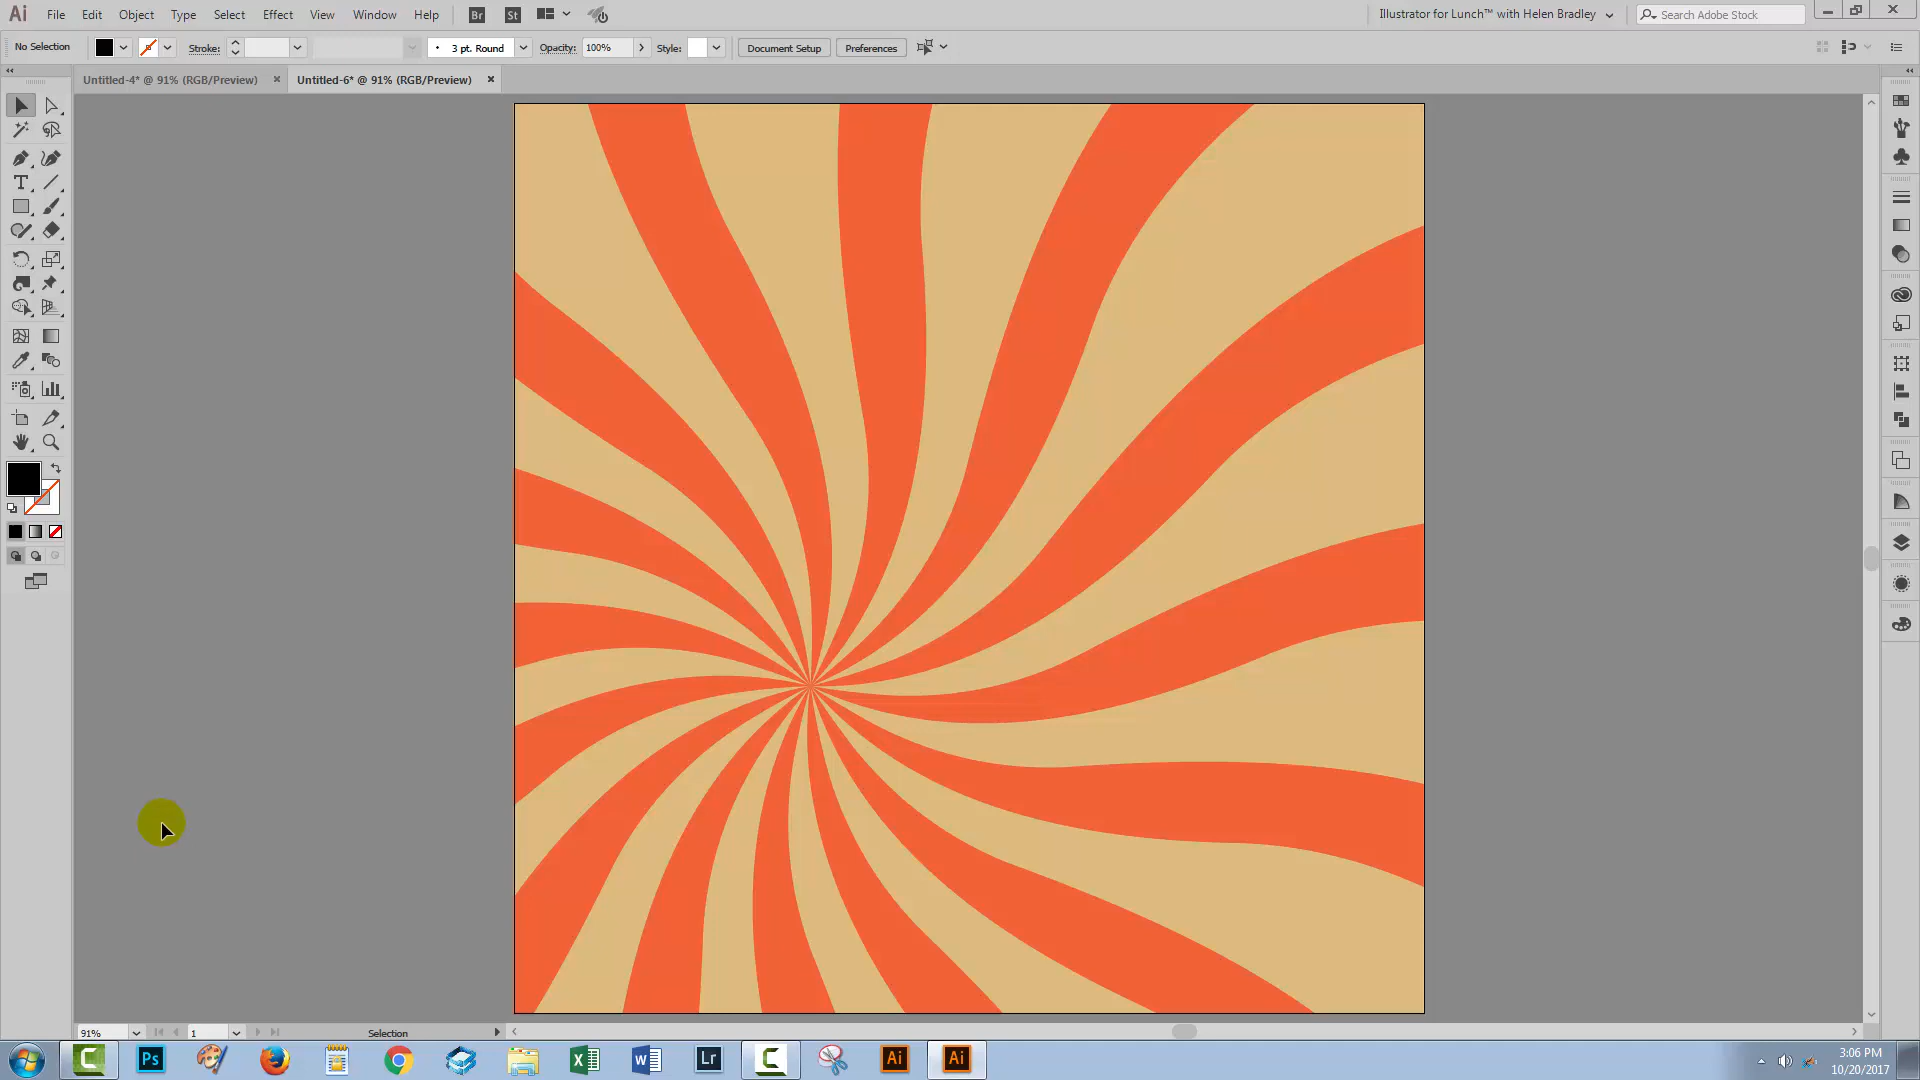 Ai File Edit Object Type Select Effect View Window Help Br St Illustrator for Lunch™ with Helen Bradley Search Adobe Stock
No Selection Stroke: 3 pt. Round Opacity: 100% Style: Document Setup Preferences
Untitled-4* @ 91% (RGB/Preview) Untitled-6* @ 91% (RGB/Preview)
91% 1 Selection
Ps Lr Ai Ai
3:06 PM
10/20/2017